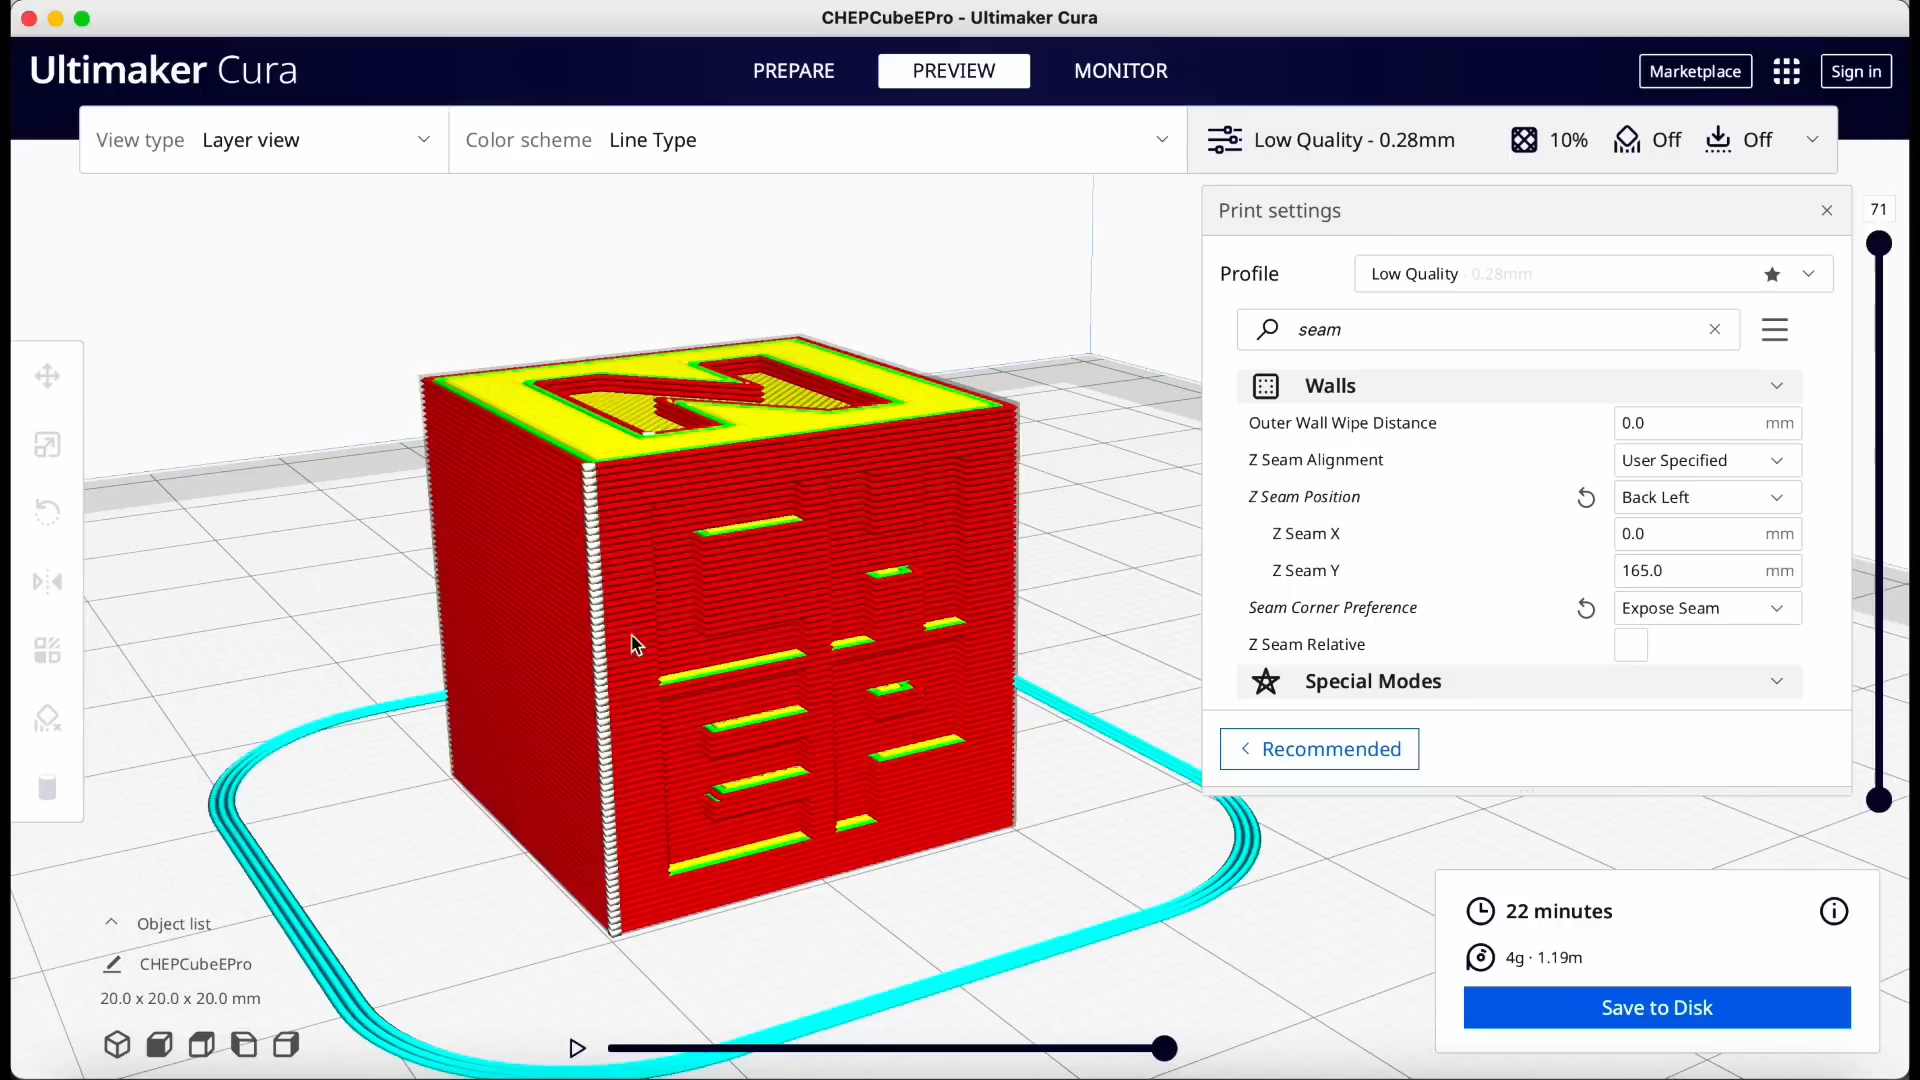 CHEPCubeEPro - Ultimaker Cura
Ultimaker Cura
PREPARE
PREVIEW
MONITOR
Marketplace
Sign in
View type Layer view
Color scheme Line Type
Low Quality - 0.28mm
10%
Off
Off
Print settings
71
Profile
Low Quality - 0.28mm
seam
Walls
Outer Wall Wipe Distance 0.0 mm
Z Seam Alignment User Specified
Z Seam Position Back Left
Z Seam X 0.0 mm
Z Seam Y 165.0 mm
Seam Corner Preference Expose Seam
Z Seam Relative
Special Modes
Recommended
22 minutes
4g · 1.19m
Save to Disk
Object list
CHEPCubeEPro
20.0 x 20.0 x 20.0 mm